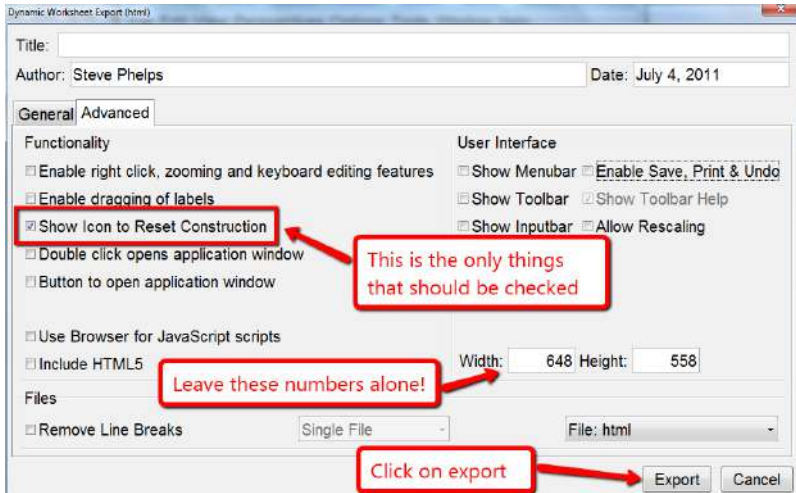 Dynamic Worksheet Export (html)
Title:
Author: Steve Phelps Date: July 4, 2011
General Advanced
Functionality User Interface
Enable right click, zooming and keyboard editing features Show Menubar Enable Save, Print & Undo
Enable dragging of labels Show Toolbar Show Toolbar Help
Show Icon to Reset Construction Show Inputbar Allow Rescaling
Double click opens application window
This is the only things
that should be checked
Button to open application window
Use Browser for JavaScript scripts
Include HTML5 Width: 648 Height: 558
Leave these numbers alone!
Files
Remove Line Breaks Single File File: html
Click on export
Export Cancel